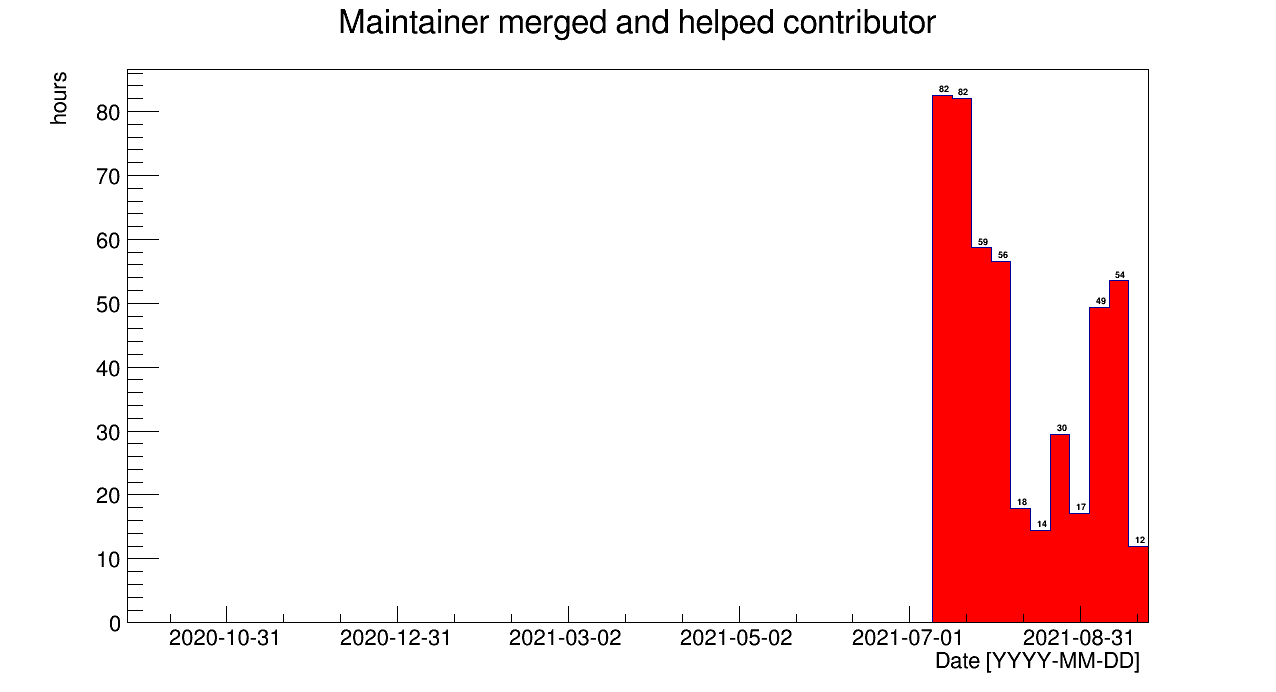 Maintainer merged and helped contributor
hours
80
70
60
50
40
30
20
10
0
82 82 59 56 18 14 30 17 49 54 12
2020-10-31 2020-12-31 2021-03-02 2021-05-02 2021-07-01 2021-08-31
Date [YYYY-MM-DD]